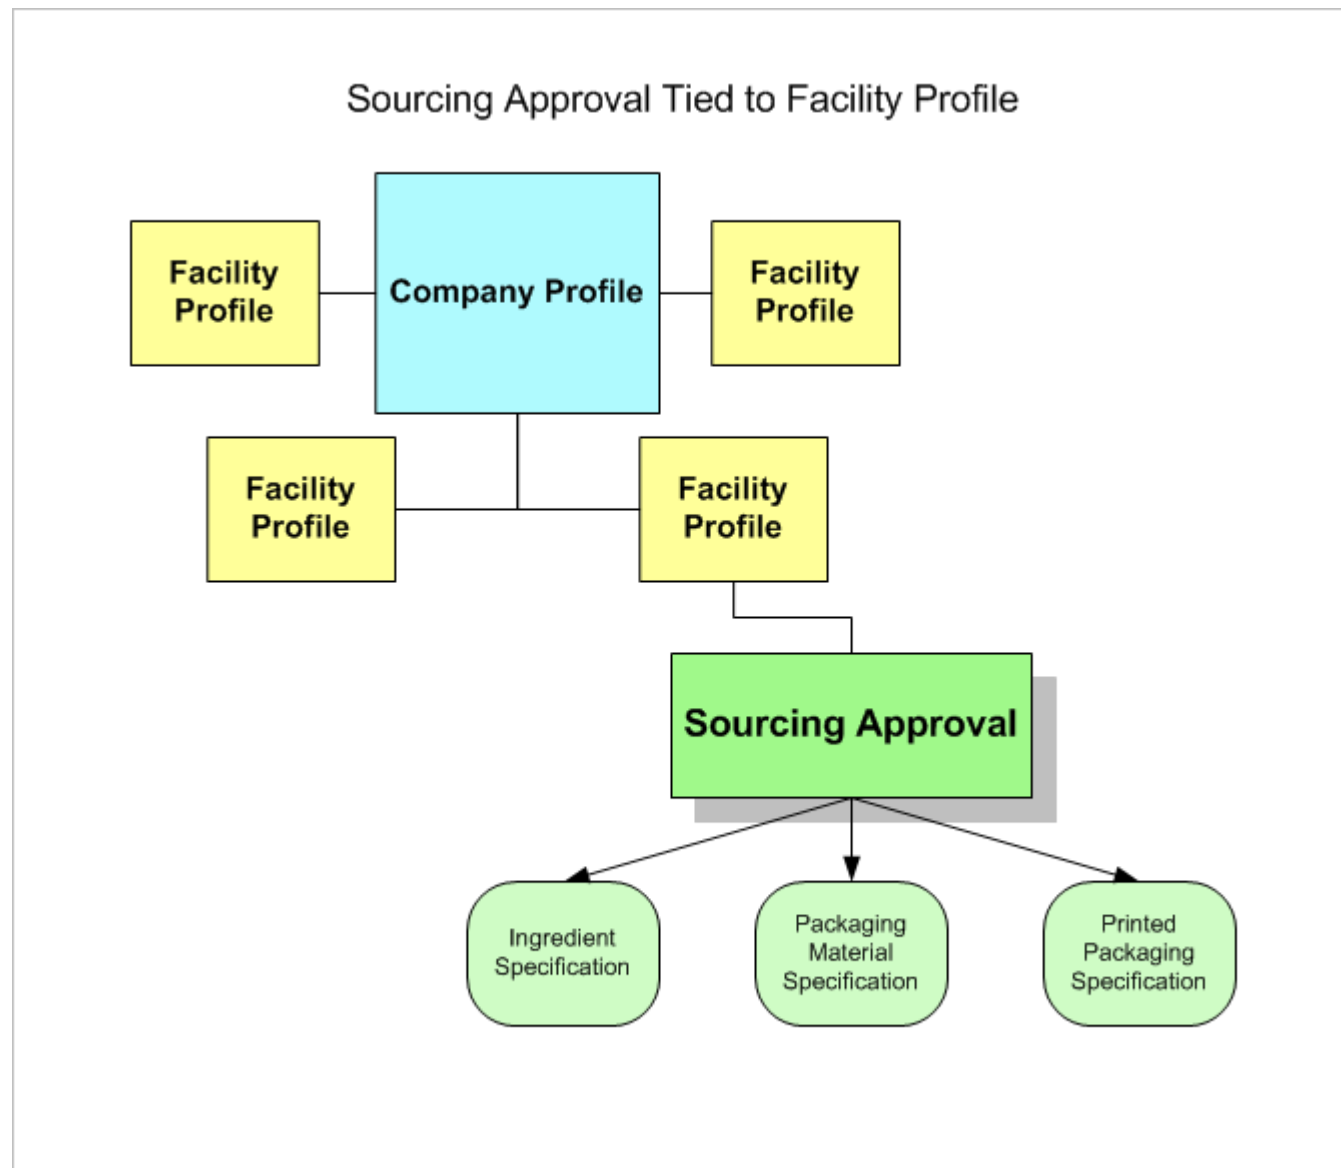 Sourcing Approval Tied to Facility Profile
Facility
Profile
Company Profile
Facility
Profile
Facility
Profile
Facility
Profile
Sourcing Approval
Ingredient
Specification
Packaging
Material
Specification
Printed
Packaging
Specification